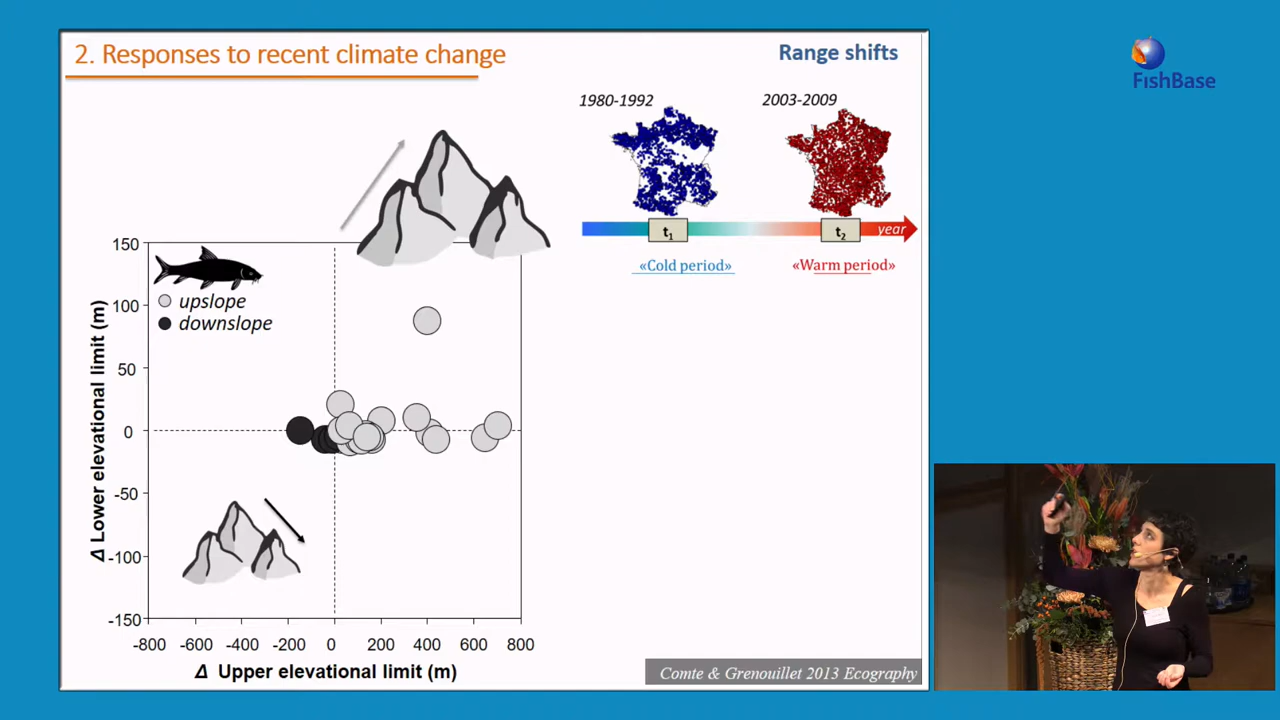 2. Responses to recent climate change
Range shifts
FishBase
1980-1992
2003-2009
t1
t2
year
«Cold period»
«Warm period»
upslope
downslope
Δ Lower elevational limit (m)
150
100
50
0
-50
-100
-150
-800 -600 -400 -200 0 200 400 600 800
Δ Upper elevational limit (m)
Comte & Grenouillet 2013 Ecography